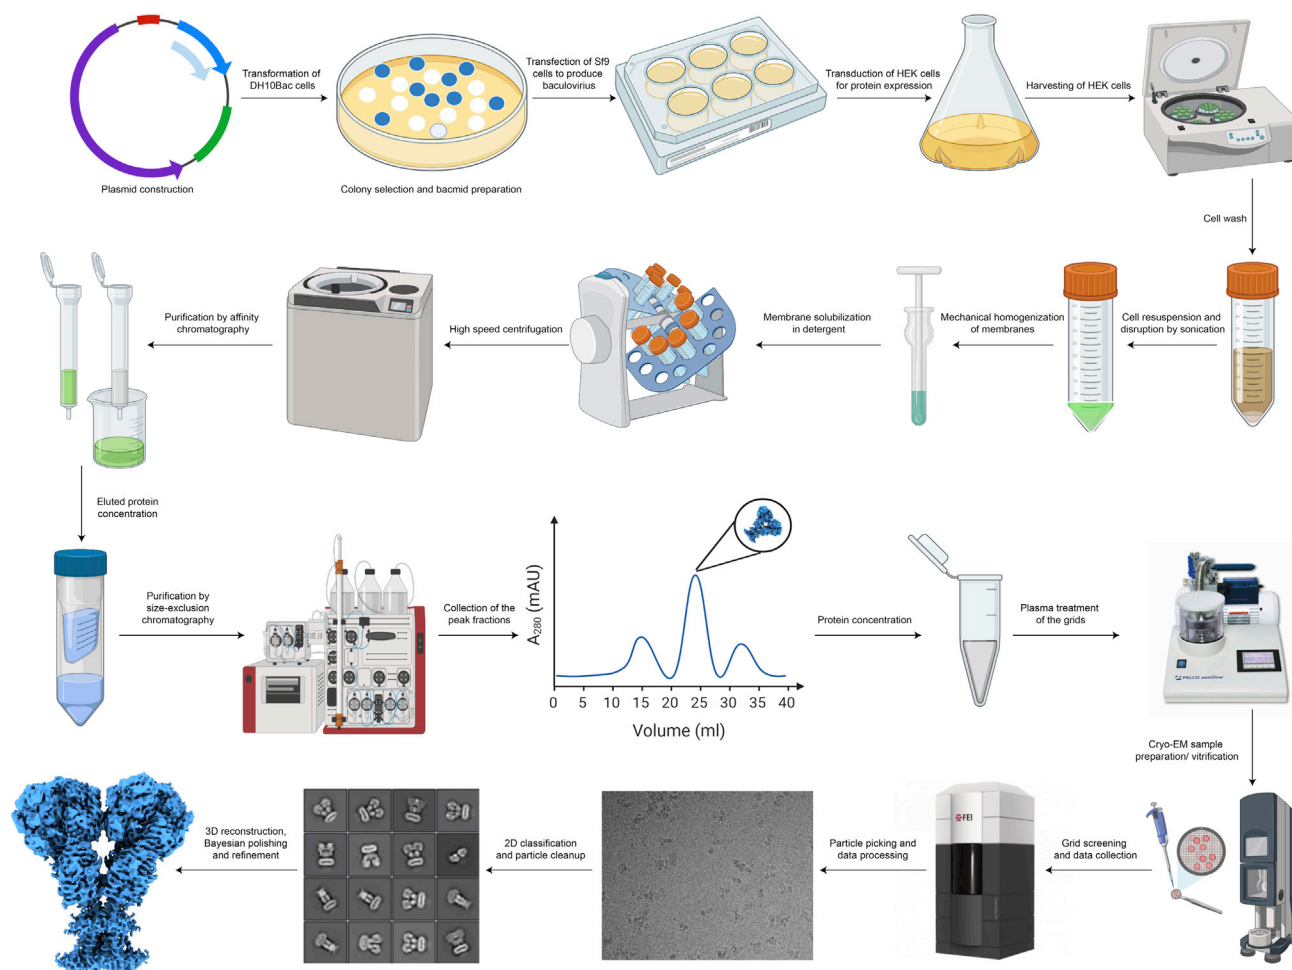 Transformation of
DH10Bac cells
Transfection of Sf9
cells to produce
baculovirius
Transduction of HEK cells
for protein expression
Harvesting of HEK cells
Plasmid construction
Colony selection and bacmid preparation
Cell wash
Purification by affinity
chromatography
High speed centrifugation
Membrane solubilization
in detergent
Mechanical homogenization
of membranes
Cell resuspension and
disruption by sonication
Eluted protein
concentration
Purification by
size-exclusion
chromatography
Collection of the
peak fractions
A280 (mAU)
0 5 10 15 20 25 30 35 40
Volume (ml)
Protein concentration
Plasma treatment
of the grids
PELCO easiGlow
Cryo-EM sample
preparation/ vitrification
3D reconstruction,
Bayesian polishing
and refinement
2D classification
and particle cleanup
Particle picking and
data processing
FEI
Grid screening
and data collection